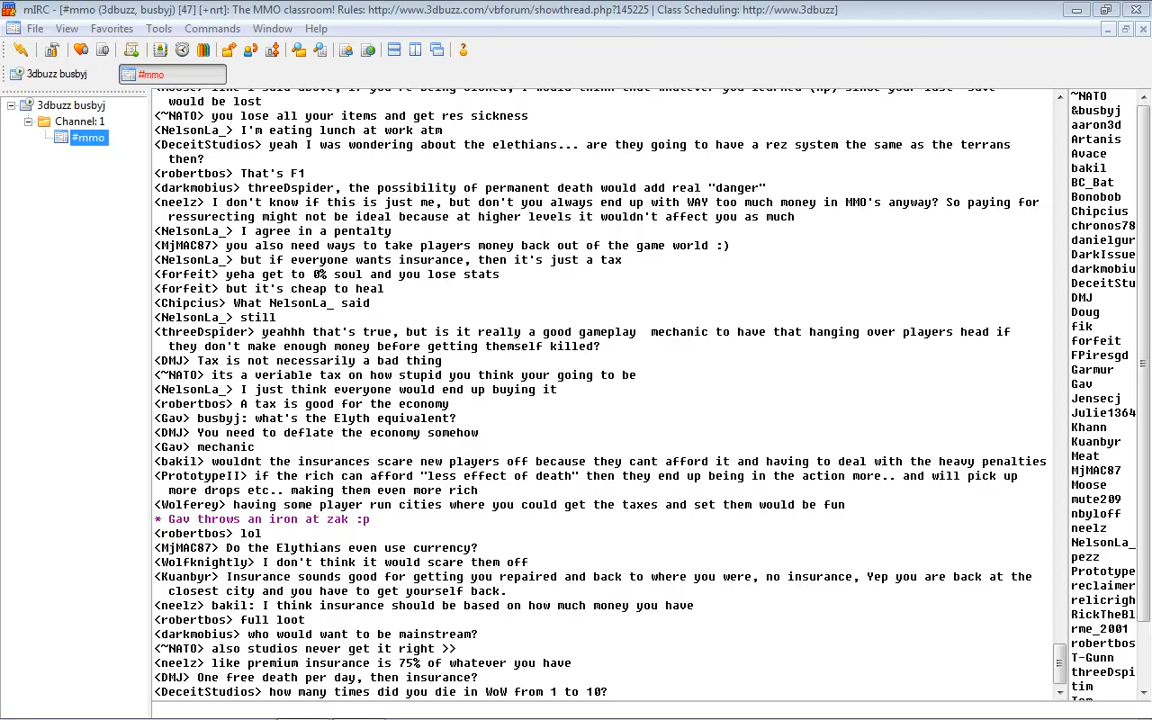 mIRC - [#mmo (3dbuzz, busbyj) [47] [+nrt]: The MMO classroom! Rules: http://www.3dbuzz.com/vbforum/showthread.php?145225 | Class Scheduling: http://www.3dbuzz]
File View Favorites Tools Commands Window Help
3dbuzz busbyj #mmo
3dbuzz busbyj
Channel: 1
#mmo
would be lost
<~NATO> you lose all your items and get res sickness
<NelsonLa_> I'm eating lunch at work atm
<DeceitStudios> yeah I was wondering about the elethians... are they going to have a rez system the same as the terrans
then?
<robertbos> That's F1
<darkmobius> threeDspider, the possibility of permanent death would add real "danger"
<neelz> I don't know if this is just me, but don't you always end up with WAY too much money in MMO's anyway? So paying for
ressurecting might not be ideal because at higher levels it wouldn't affect you as much
<NelsonLa_> I agree in a pentalty
<MjMAC87> you also need ways to take players money back out of the game world :)
<NelsonLa_> but if everyone wants insurance, then it's just a tax
<forfeit> yeha get to 0% soul and you lose stats
<forfeit> but it's cheap to heal
<Chipcius> What NelsonLa_ said
<NelsonLa_> still
<threeDspider> yeahhh that's true, but is it really a good gameplay  mechanic to have that hanging over players head if
they don't make enough money before getting themself killed?
<DMJ> Tax is not necessarily a bad thing
<~NATO> its a veriable tax on how stupid you think your going to be
<NelsonLa_> I just think everyone would end up buying it
<robertbos> A tax is good for the economy
<Gav> busbyj: what's the Elyth equivalent?
<DMJ> You need to deflate the economy somehow
<Gav> mechanic
<bakil> wouldnt the insurances scare new players off because they cant afford it and having to deal with the heavy penalties
<PrototypeII> if the rich can afford "less effect of death" then they end up being in the action more.. and will pick up
more drops etc.. making them even more rich
<Wolferey> having some player run cities where you could get the taxes and set them would be fun
* Gav throws an iron at zak :p
<robertbos> lol
<MjMAC87> Do the Elythians even use currency?
<Wolfknightly> I don't think it would scare them off
<Kuanbyr> Insurance sounds good for getting you repaired and back to where you were, no insurance, Yep you are back at the
closest city and you have to get yourself back.
<neelz> bakil: I think insurance should be based on how much money you have
<robertbos> full loot
<darkmobius> who would want to be mainstream?
<~NATO> also studios never get it right >>
<neelz> like premium insurance is 75% of whatever you have
<DMJ> One free death per day, then insurance?
<DeceitStudios> how many times did you die in WoW from 1 to 10?
~NATO
&busbyj
aaron3d
Artanis
Avace
bakil
BC_Bat
Bonobob
Chipcius
chronos78
danielgur
DarkIssue
darkmobiu
DeceitStu
DMJ
Doug
fik
forfeit
FPiresgd
Garmur
Gav
Jensecj
Julie1364
Khann
Kuanbyr
Meat
MjMAC87
Moose
mute209
nbyloff
neelz
NelsonLa_
pezz
Prototype
reclaimer
relicrigh
RickTheBl
rme_2001
robertbos
T-Gunn
threeDspi
tim